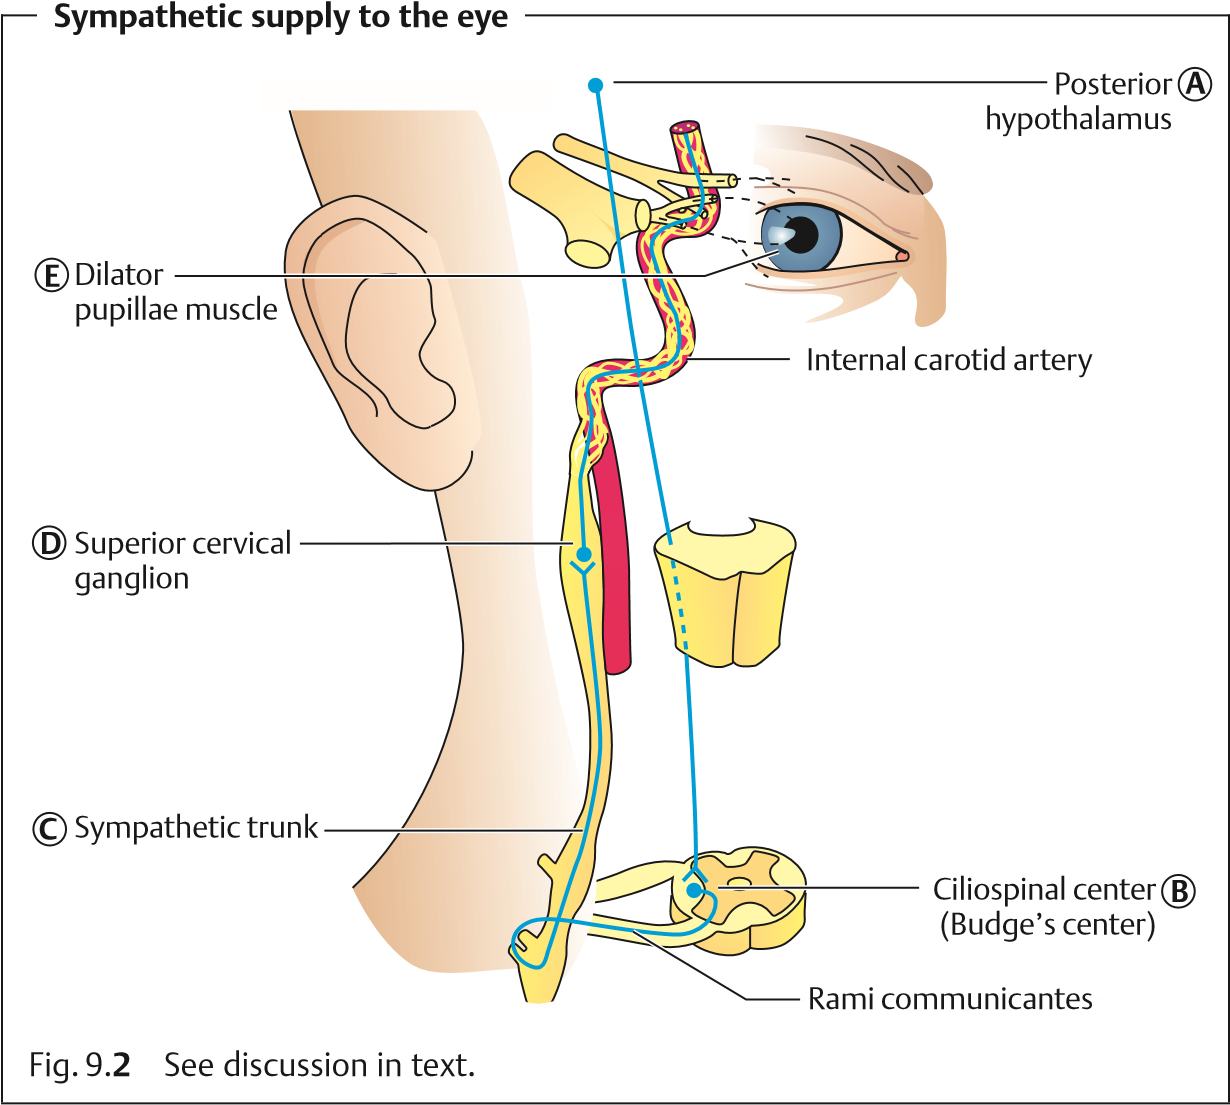 Sympathetic supply to the eye
Posterior Ⓐ
hypothalamus
Ⓔ Dilator
pupillae muscle
Internal carotid artery
Ⓓ Superior cervical
ganglion
Ⓒ Sympathetic trunk
Ciliospinal center Ⓑ
(Budge’s center)
Rami communicantes
Fig. 9.2 See discussion in text.